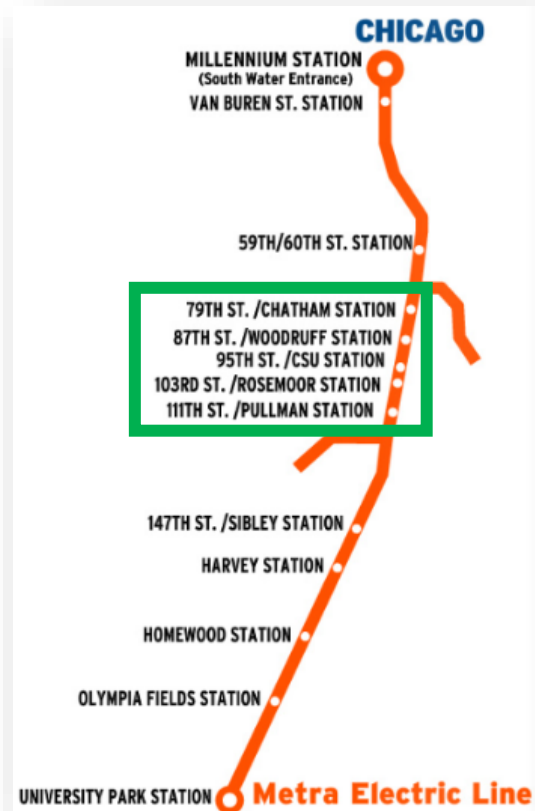 CHICAGO
MILLENNIUM STATION
(South Water Entrance)
VAN BUREN ST. STATION
59TH/60TH ST. STATION
79TH ST. /CHATHAM STATION
87TH ST. /WOODRUFF STATION
95TH ST. /CSU STATION
103RD ST. /ROSEMOOR STATION
111TH ST. /PULLMAN STATION
147TH ST. /SIBLEY STATION
HARVEY STATION
HOMEWOOD STATION
OLYMPIA FIELDS STATION
UNIVERSITY PARK STATION
Metra Electric Line